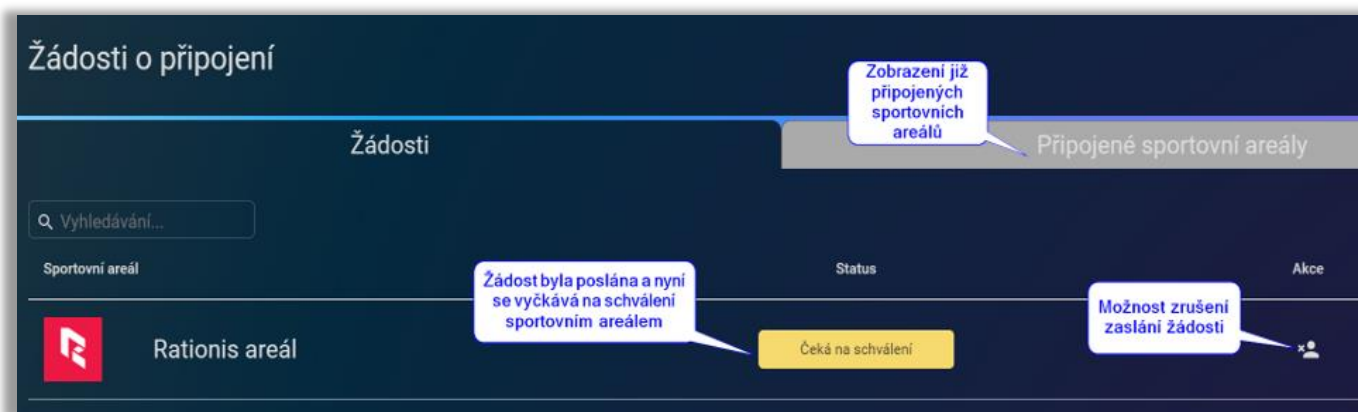 Žádosti o připojení
Zobrazení již
připojených
sportovních
areálů
Žádosti
Připojené sportovní areály
Vyhledávání...
Sportovní areál
Status
Akce
Žádost byla poslána a nyní
se vyčkává na schválení
sportovním areálem
Možnost zrušení
zaslání žádosti
Rationis areál
Čeká na schválení